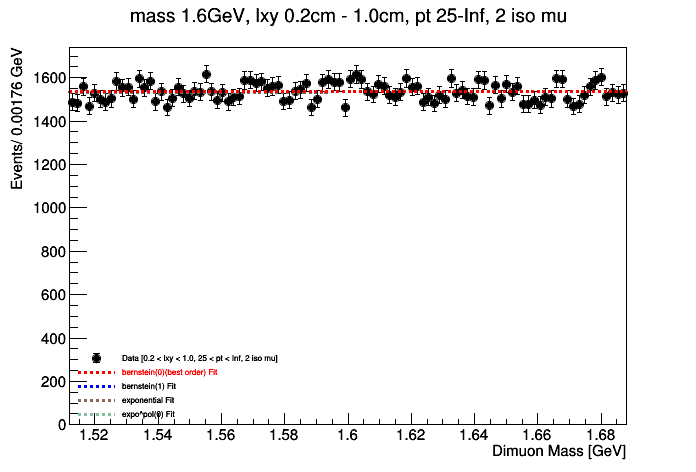 mass 1.6GeV, lxy 0.2cm - 1.0cm, pt 25-Inf, 2 iso mu
Events/ 0.00176 GeV
1600
1400
1200
1000
800
600
400
200
0
Data [0.2 < lxy < 1.0, 25 < pt < Inf, 2 iso mu]
bernstein(0)(best order) Fit
bernstein(1) Fit
exponential Fit
expo*pol(9) Fit
1.52 1.54 1.56 1.58 1.6 1.62 1.64 1.66 1.68
Dimuon Mass [GeV]